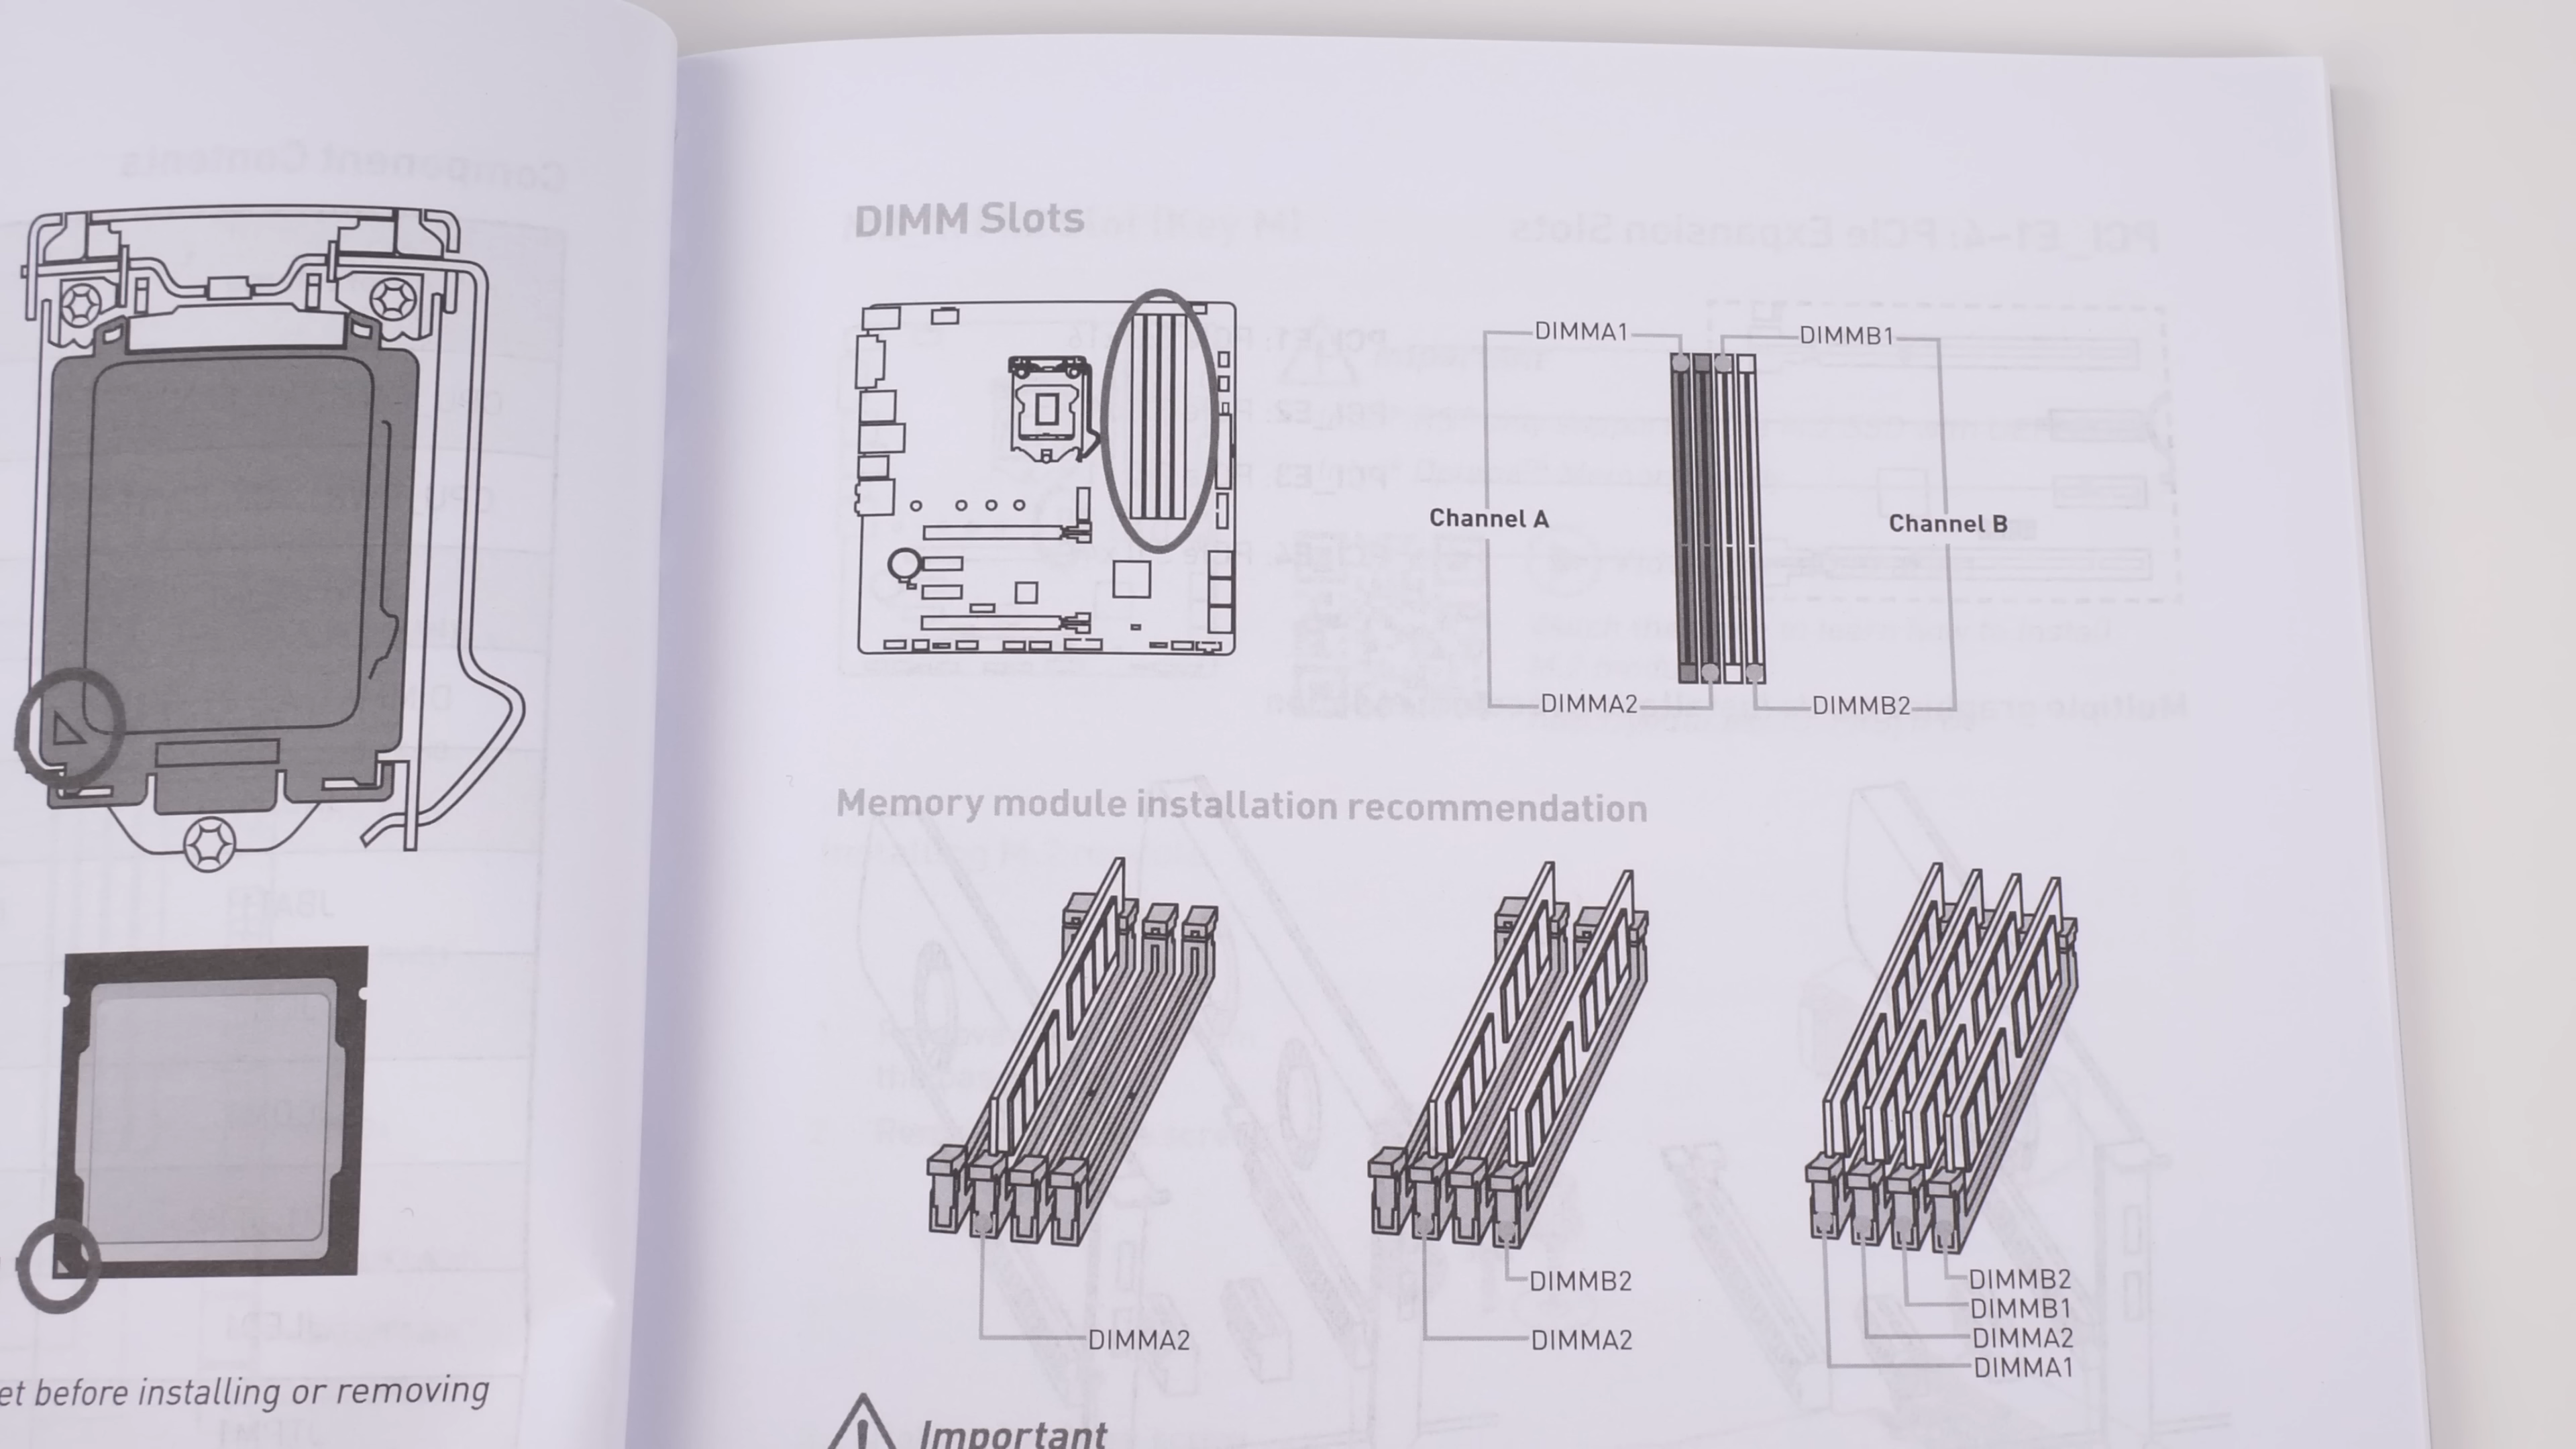 et before installing or removing
DIMM Slots
DIMMA1
DIMMB1
Channel A
Channel B
DIMMA2
DIMMB2
Memory module installation recommendation
DIMMA2
DIMMB2
DIMMA2
DIMMB2
DIMMB1
DIMMA2
DIMMA1
Important